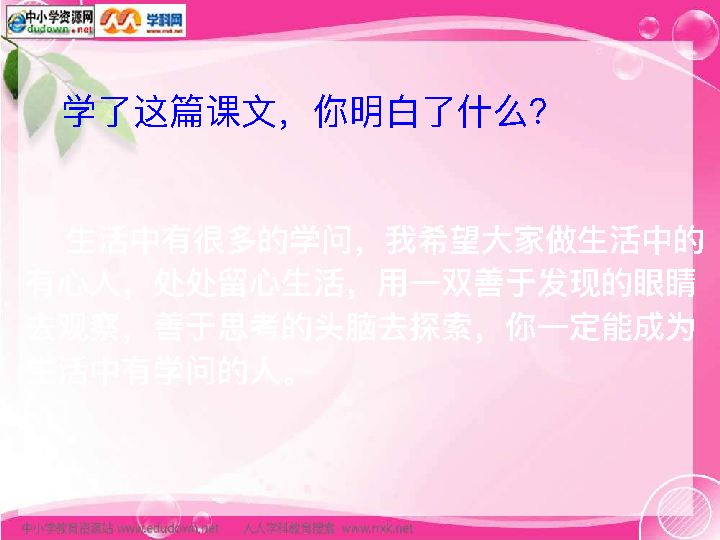 中小学资源网
edudown.net
学科网
www.nxk.net
学了这篇课文，你明白了什么？
生活中有很多的学问，我希望大家做生活中的
有心人，处处留心生活，用一双善于发现的眼睛
去观察，善于思考的头脑去探索，你一定能成为
生活中有学问的人。
中小学教育资源站 www.edudown.net 人人学科教育搜索 www.rrxk.net